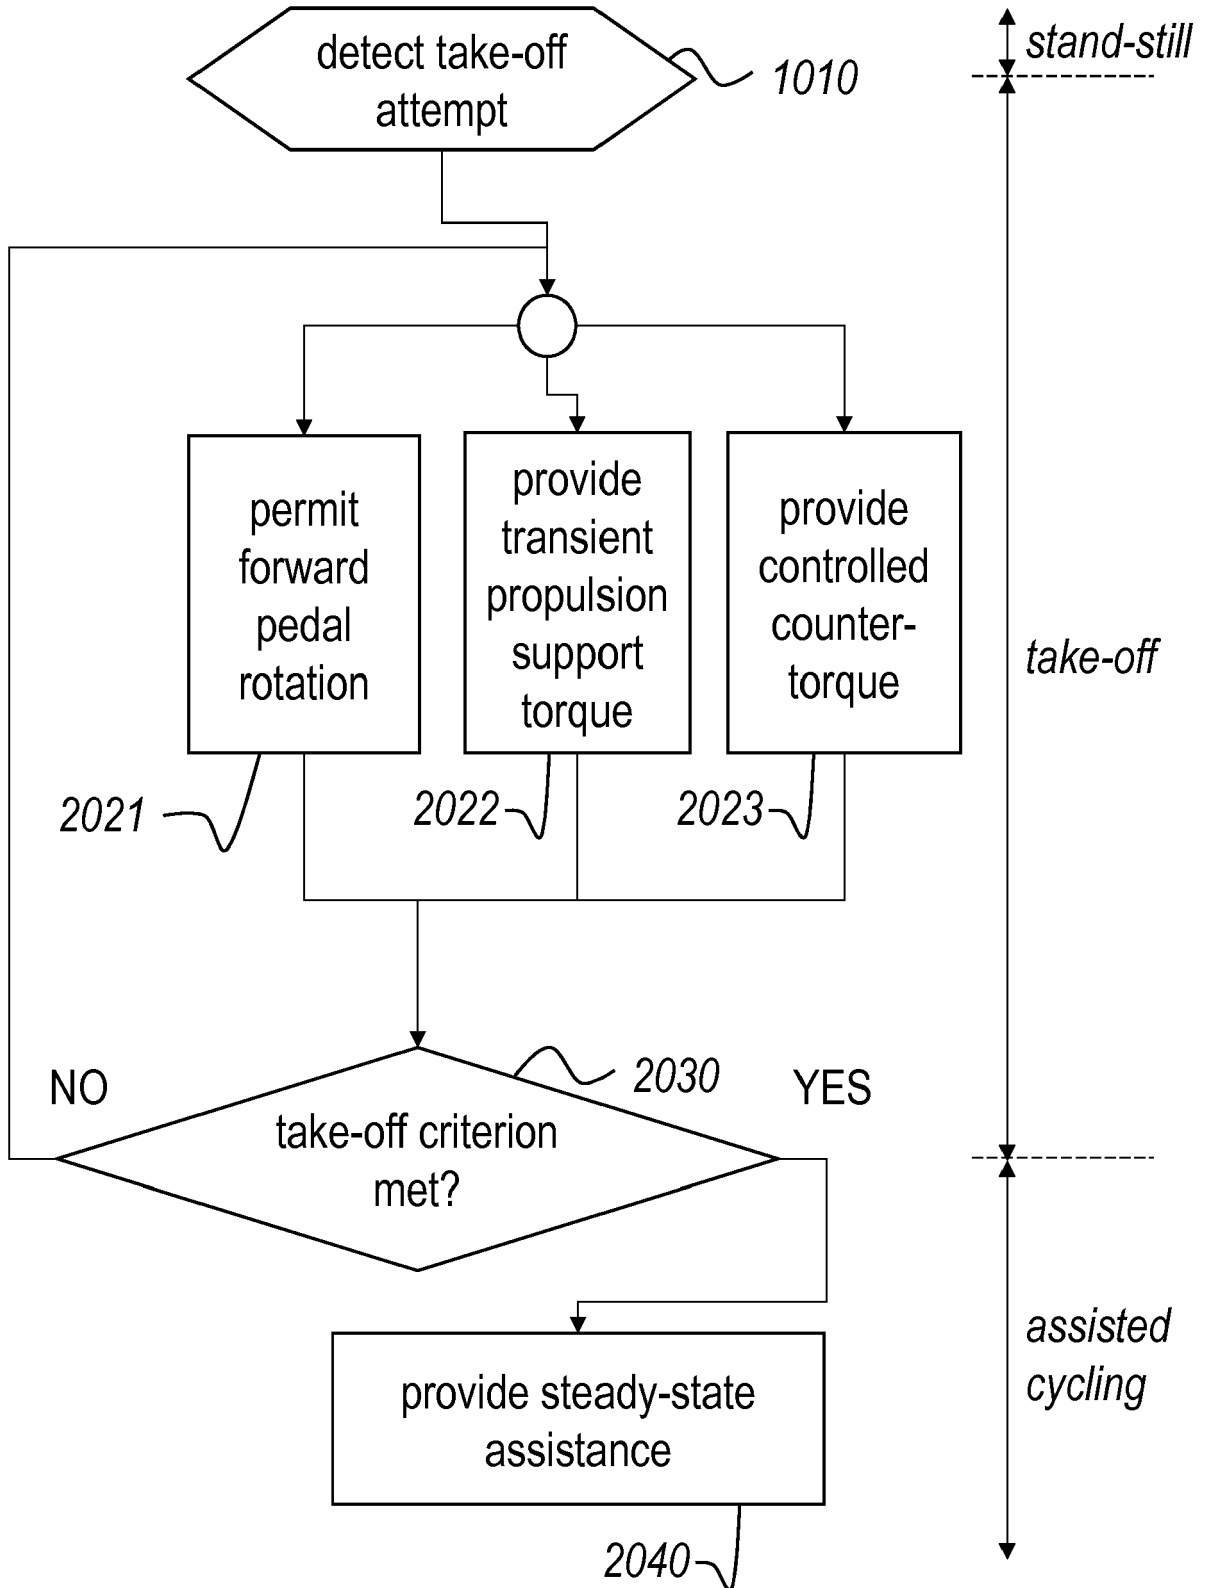 detect take-off
attempt
1010
stand-still
permit
forward
pedal
rotation
provide
transient
propulsion
support
torque
provide
controlled
counter-
torque
take-off
2021
2022
2023
NO
2030
YES
take-off criterion
met?
assisted
cycling
provide steady-state
assistance
2040